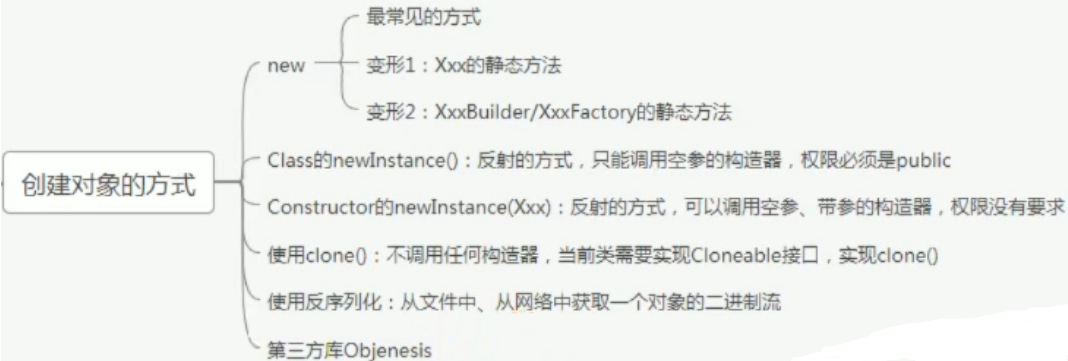 最常见的方式
new
变形1：Xxx的静态方法
变形2：XxxBuilder/XxxFactory的静态方法
创建对象的方式
Class的newInstance()：反射的方式，只能调用空参的构造器，权限必须是public
Constructor的newInstance(Xxx)：反射的方式，可以调用空参、带参的构造器，权限没有要求
使用clone()：不调用任何构造器，当前类需要实现Cloneable接口，实现clone()
使用反序列化：从文件中、从网络中获取一个对象的二进制流
第三方库Objenesis